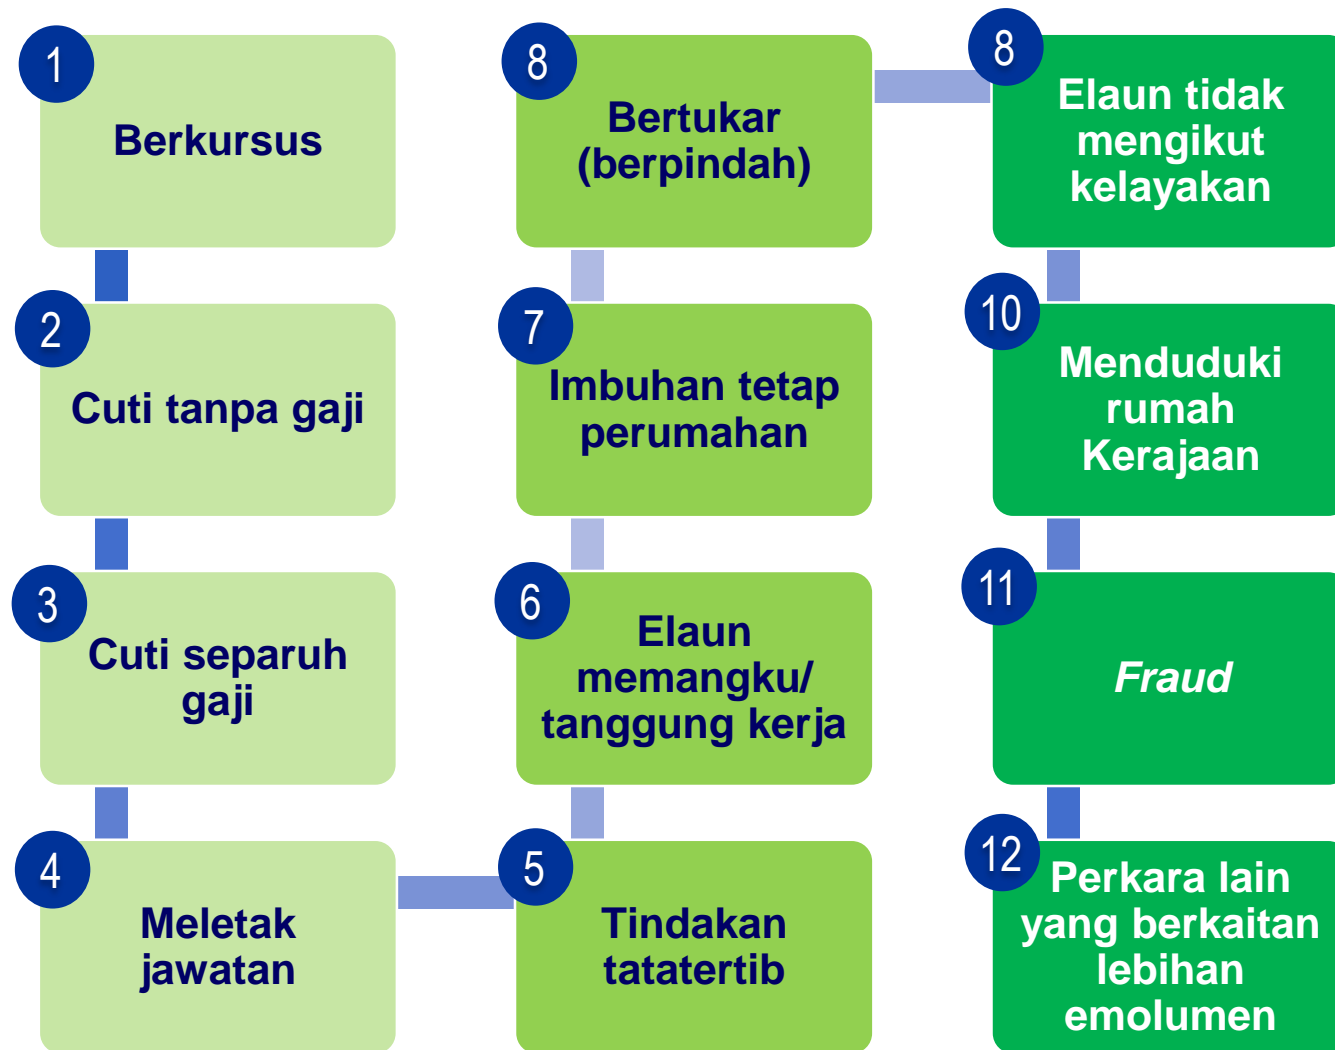 1
Berkursus
2
Cuti tanpa gaji
3
Cuti separuh
gaji
4
Meletak
jawatan
5
Tindakan
tatatertib
6
Elaun
memangku/
tanggung kerja
7
Imbuhan tetap
perumahan
8
Bertukar
(berpindah)
8
Elaun tidak
mengikut
kelayakan
10
Menduduki
rumah
Kerajaan
11
Fraud
12
Perkara lain
yang berkaitan
lebihan
emolumen